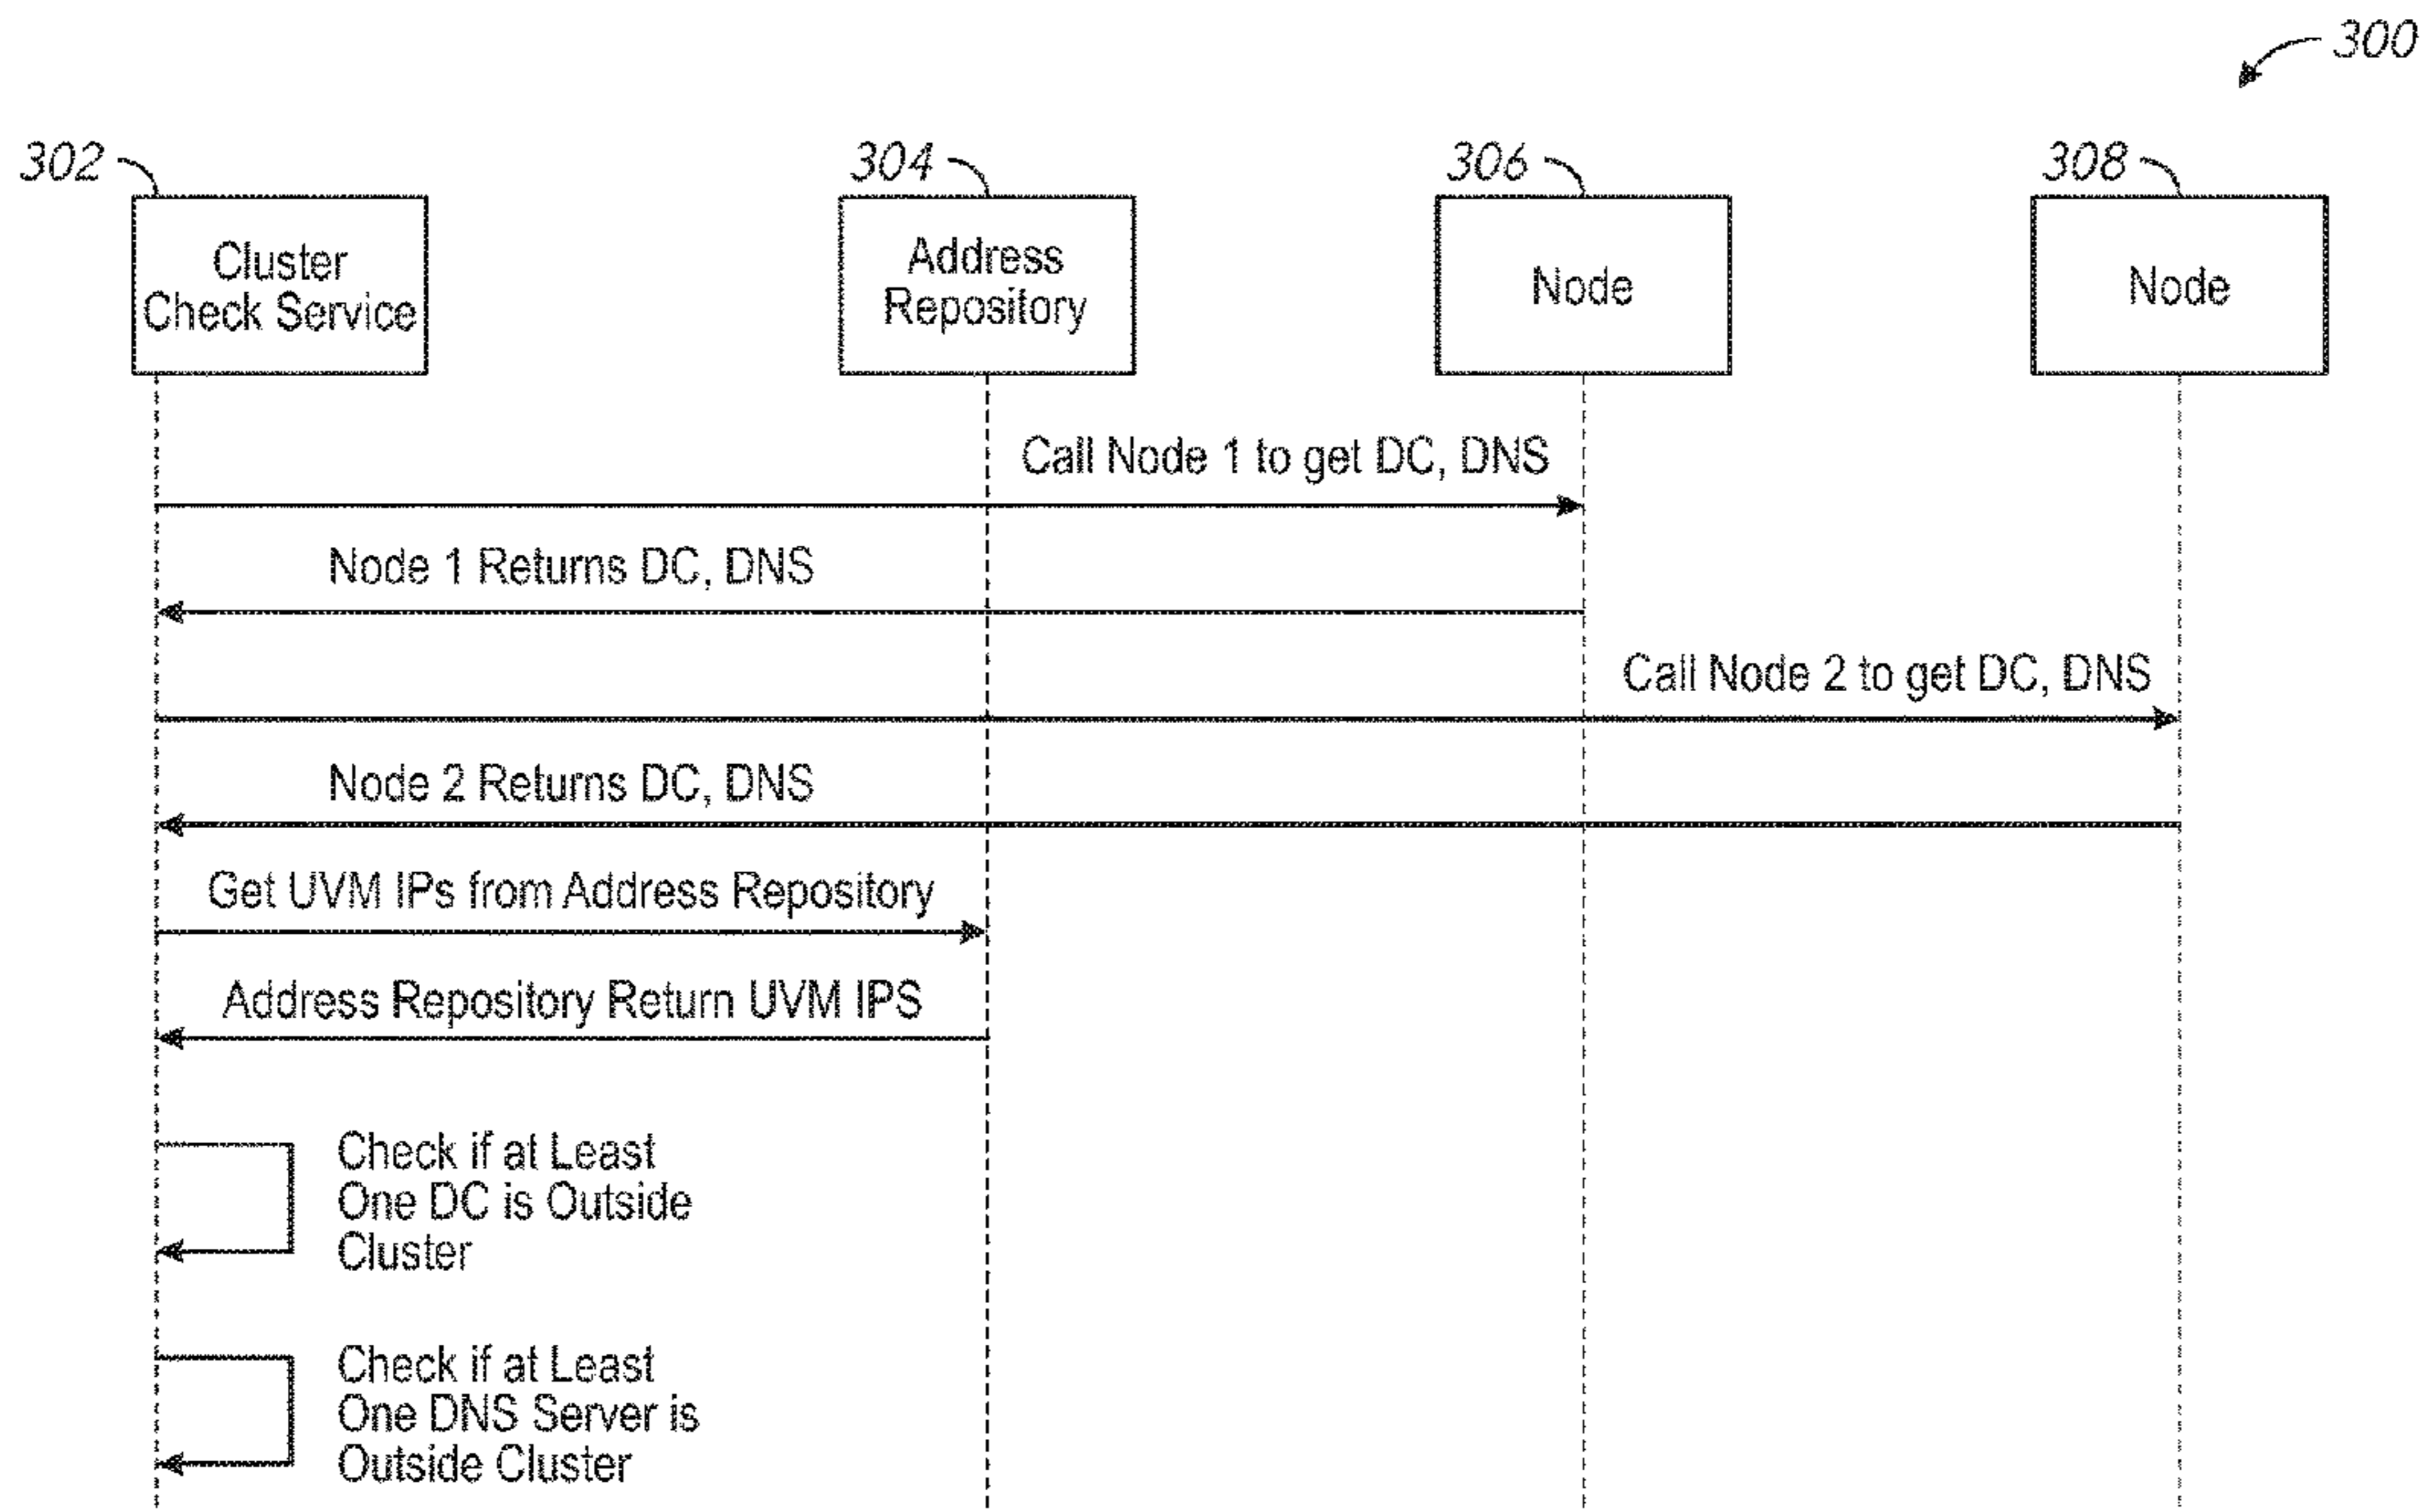 300
302
304
306
308
Cluster
Check Service
Address
Repository
Node
Node
Call Node 1 to get DC, DNS
Node 1 Returns DC, DNS
Call Node 2 to get DC, DNS
Node 2 Returns DC, DNS
Get UVM IPs from Address Repository
Address Repository Return UVM IPS
Check if at Least
One DC is Outside
Cluster
Check if at Least
One DNS Server is
Outside Cluster